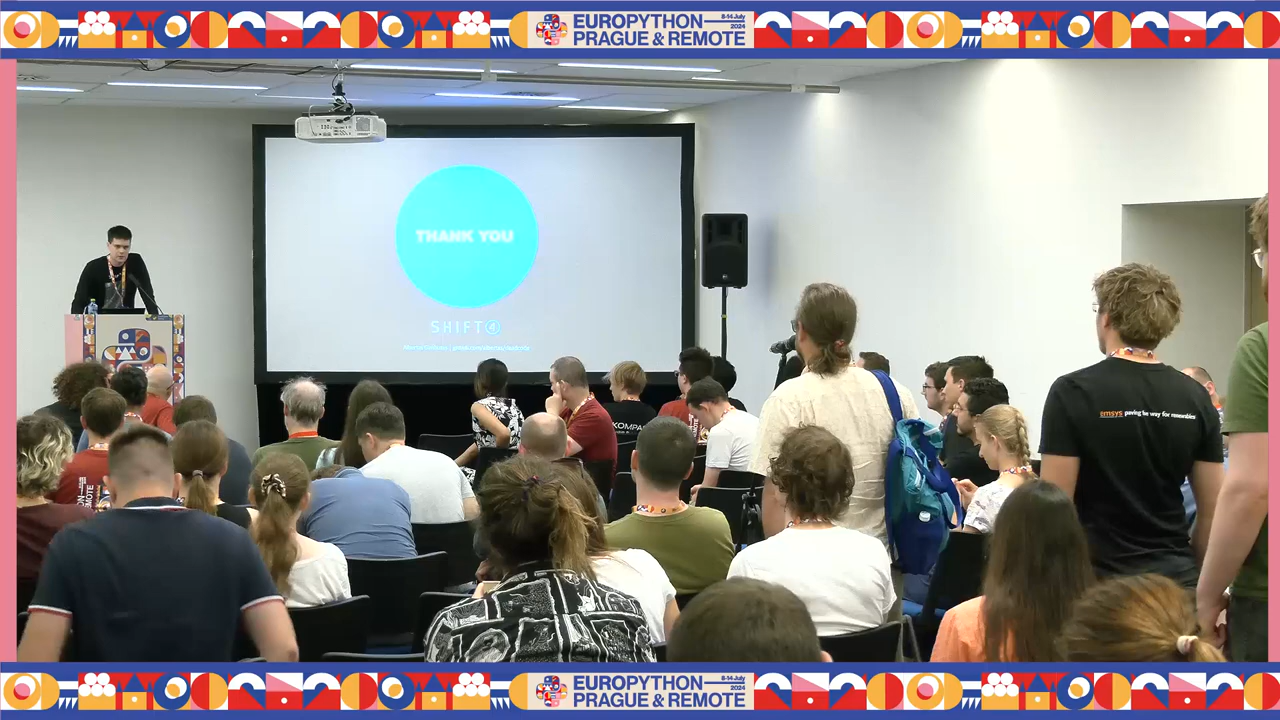 EUROPYTHON
8-14 July
2024
PRAGUE & REMOTE
THANK YOU
SHIFT4
KOMPA
emsys paving the way for renewables
EUROPYTHON
8-14 July
2024
PRAGUE & REMOTE